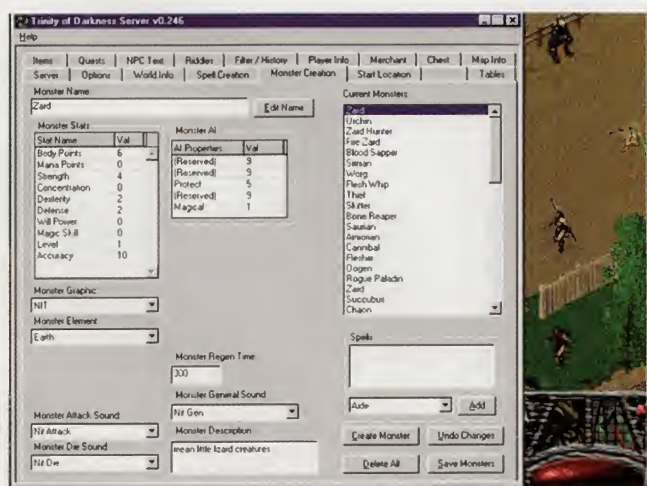 Trinity of Darkness Server v0.246
Help
Items Quests NPC Text Riddles Filter / History Player Info Merchant Chest Map Info
Server Options World Info Spell Creation Monster Creation Start Location Tables
Monster Name
Zard
Edit Name
Monster Stats
Stat Name Val
Body Points 6
Mana Points 0
Strength 4
Concentration 0
Dexterity 2
Defense 2
Will Power 0
Magic Skill 0
Level 1
Accuracy 10
Monster AI
AI Properties Val
(Reserved) 9
(Reserved) 9
Protect 5
(Reserved) 9
Magical 1
Monster Graphic
NIT
Monster Element
Earth
Monster Attack Sound
Nit Attack
Monster Die Sound
Nit Die
Monster Regen Time
300
Monster General Sound
Nit Gen
Monster Description
mean little lizard creatures
Current Monsters
Zard
Urchin
Zard Hunter
Fire Zard
Blood Sapper
Simian
Worg
Flesh Whip
Thief
Bone Reaper
Saurian
Cannibal
Flesher
Rogue Paladin
Zard
Succubus
Chaon
Spells
Aide
Add
Create Monster
Undo Changes
Delete All
Save Monsters